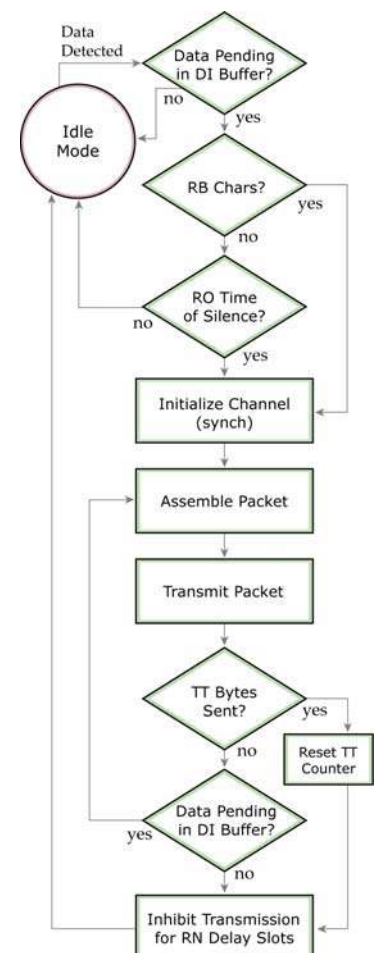 Data
Detected
Data Pending
in DI Buffer?
no
yes
Idle
Mode
RB Chars?
yes
no
RO Time
of Silence?
no
yes
Initialize Channel
(synch)
Assemble Packet
Transmit Packet
TT Bytes
Sent?
yes
no
Reset TT
Counter
Data Pending
in DI Buffer?
yes
no
Inhibit Transmission
for RN Delay Slots